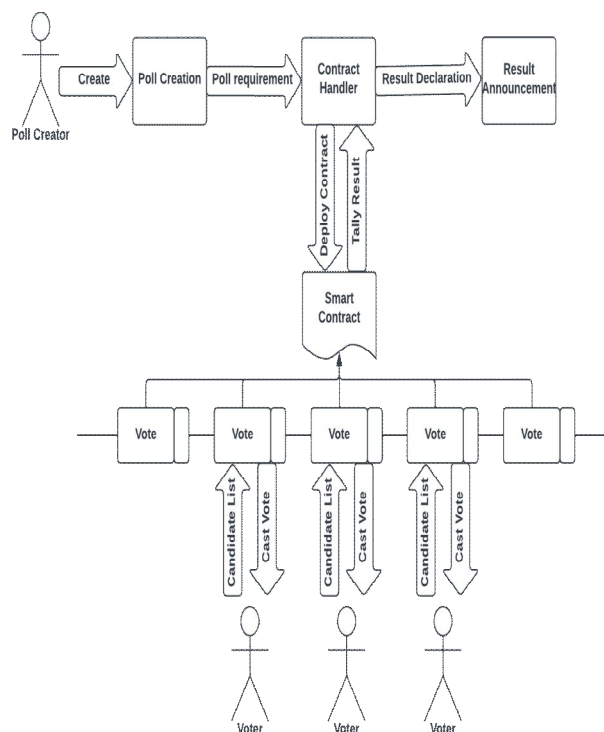 Poll Creator
Create
Poll Creation
Poll requirement
Contract
Handler
Result Declaration
Result
Announcement
Deploy Contract
Tally Result
Smart
Contract
Vote
Vote
Vote
Vote
Vote
Candidate List
Cast Vote
Candidate List
Cast Vote
Candidate List
Cast Vote
Voter
Voter
Voter